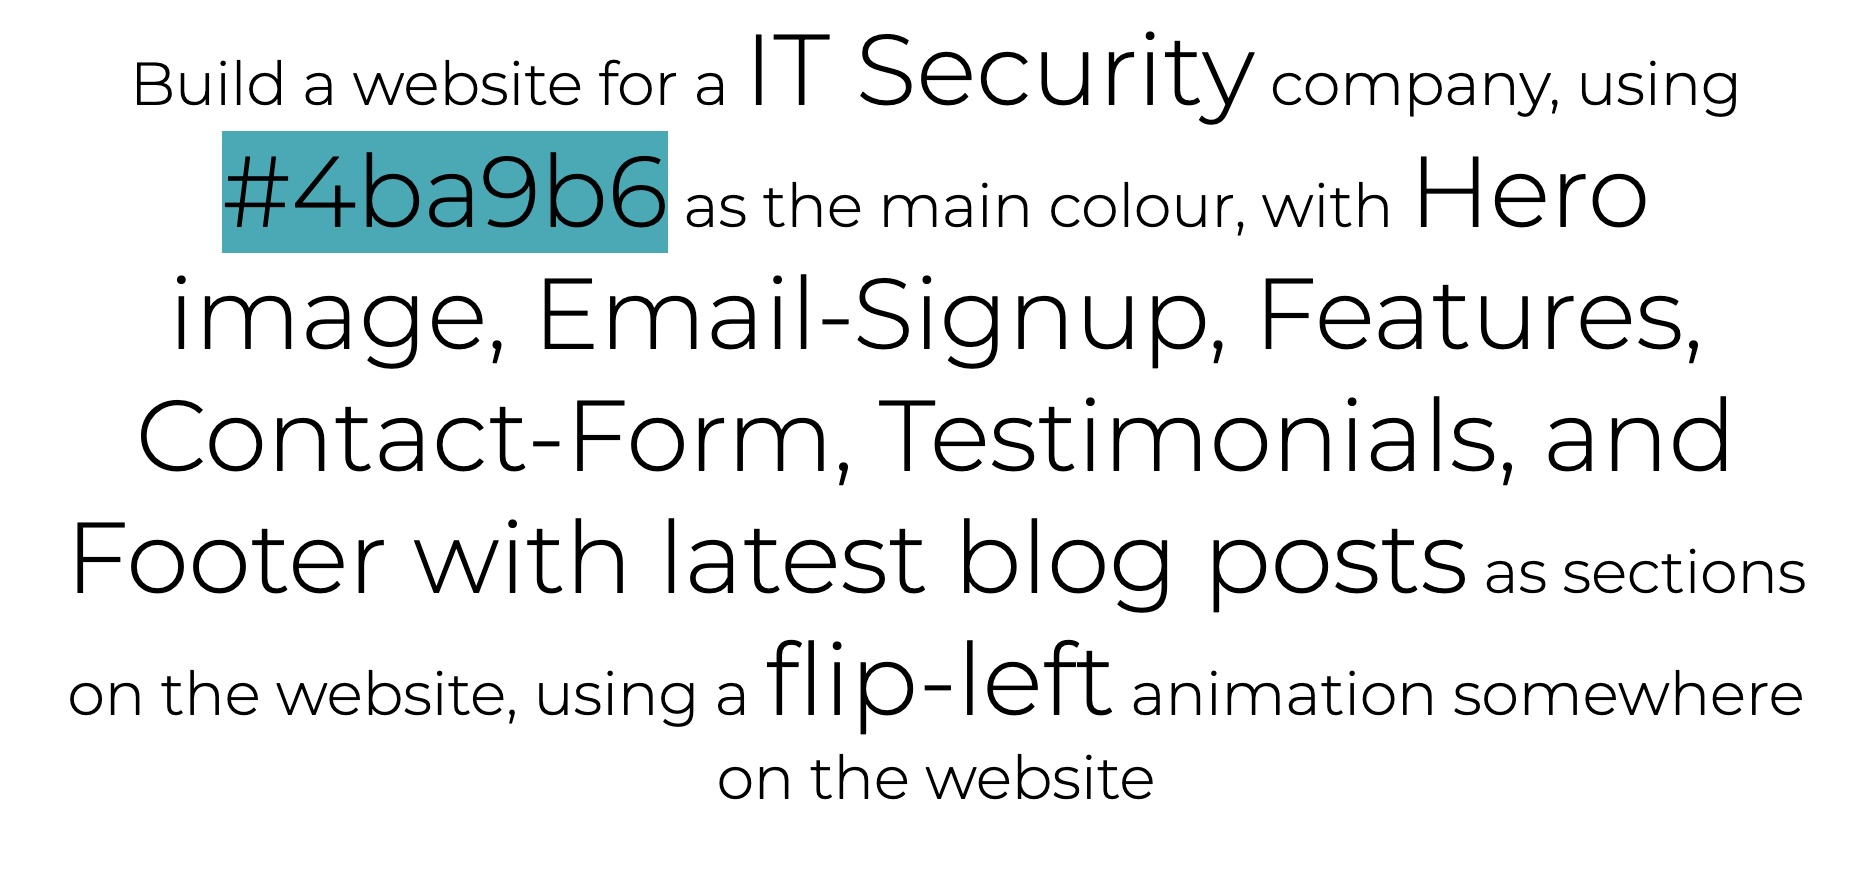 Build a website for a IT Security company, using
#4ba9b6 as the main colour, with Hero
image, Email-Signup, Features,
Contact-Form, Testimonials, and
Footer with latest blog posts as sections
on the website, using a flip-left animation somewhere
on the website